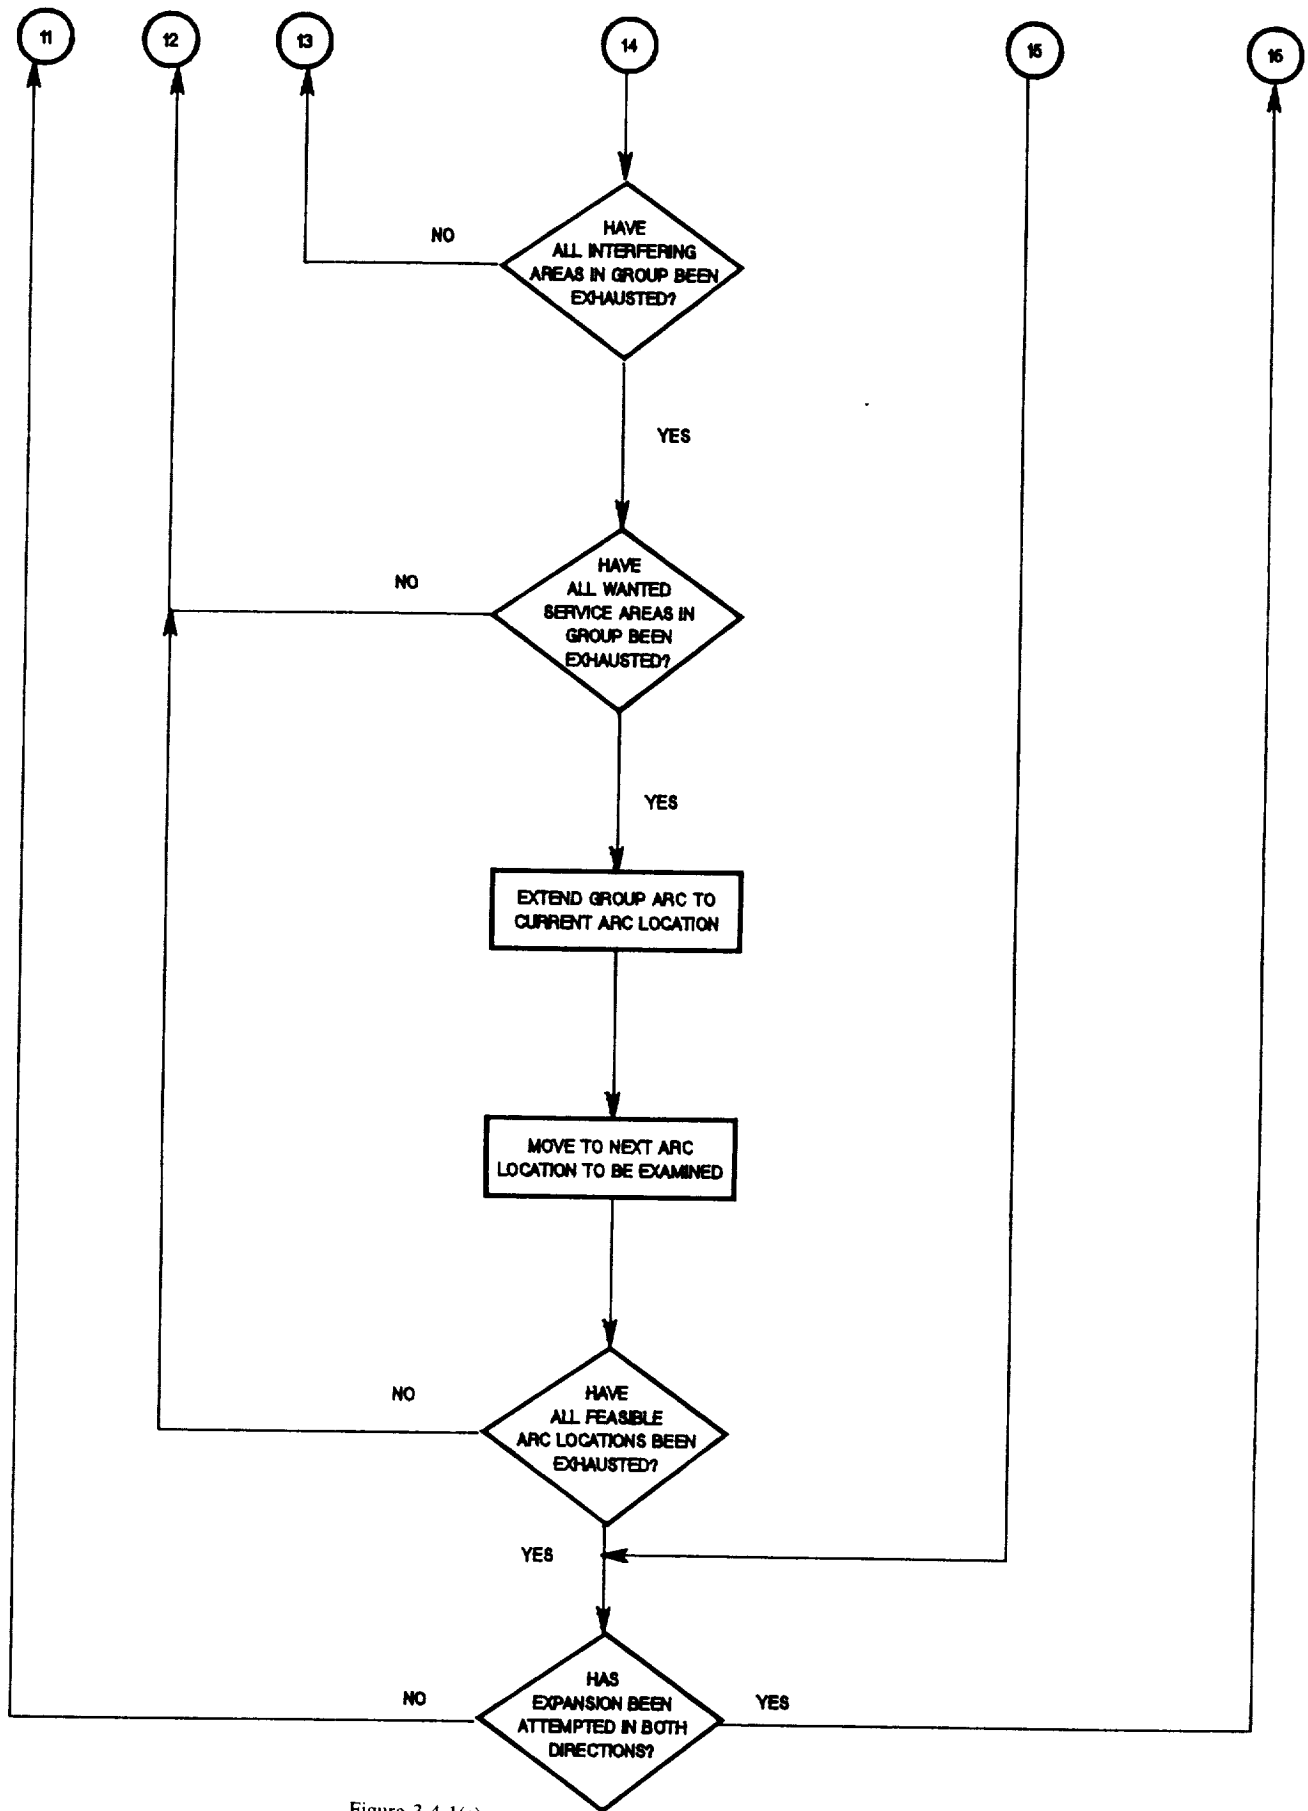 11
12
13
14
15
16
HAVE
ALL INTERFERING
AREAS IN GROUP BEEN
EXHAUSTED?
NO
YES
HAVE
ALL WANTED
SERVICE AREAS IN
GROUP BEEN
EXHAUSTED?
NO
YES
EXTEND GROUP ARC TO
CURRENT ARC LOCATION
MOVE TO NEXT ARC
LOCATION TO BE EXAMINED
HAVE
ALL FEASIBLE
ARC LOCATIONS BEEN
EXHAUSTED?
NO
YES
HAS
EXPANSION BEEN
ATTEMPTED IN BOTH
DIRECTIONS?
NO
YES
Figure